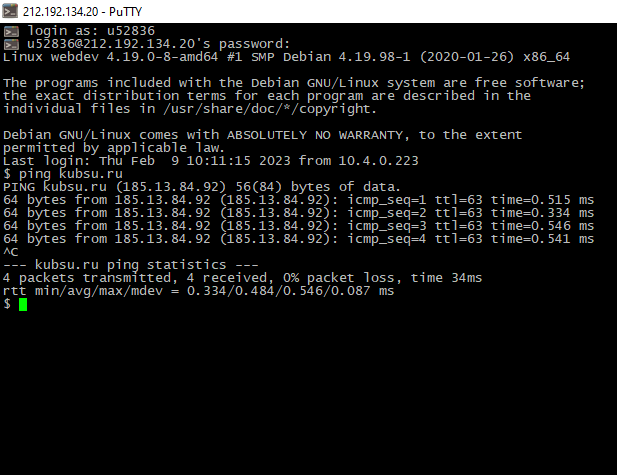 212.192.134.20 - PuTTY
login as: u52836
u52836@212.192.134.20's password:
Linux webdev 4.19.0-8-amd64 #1 SMP Debian 4.19.98-1 (2020-01-26) x86_64
The programs included with the Debian GNU/Linux system are free software;
the exact distribution terms for each program are described in the
individual files in /usr/share/doc/*/copyright.
Debian GNU/Linux comes with ABSOLUTELY NO WARRANTY, to the extent
permitted by applicable law.
Last login: Thu Feb  9 10:11:15 2023 from 10.4.0.223
$ ping kubsu.ru
PING kubsu.ru (185.13.84.92) 56(84) bytes of data.
64 bytes from 185.13.84.92 (185.13.84.92): icmp_seq=1 ttl=63 time=0.515 ms
64 bytes from 185.13.84.92 (185.13.84.92): icmp_seq=2 ttl=63 time=0.334 ms
64 bytes from 185.13.84.92 (185.13.84.92): icmp_seq=3 ttl=63 time=0.546 ms
64 bytes from 185.13.84.92 (185.13.84.92): icmp_seq=4 ttl=63 time=0.541 ms
^C
--- kubsu.ru ping statistics ---
4 packets transmitted, 4 received, 0% packet loss, time 34ms
rtt min/avg/max/mdev = 0.334/0.484/0.546/0.087 ms
$